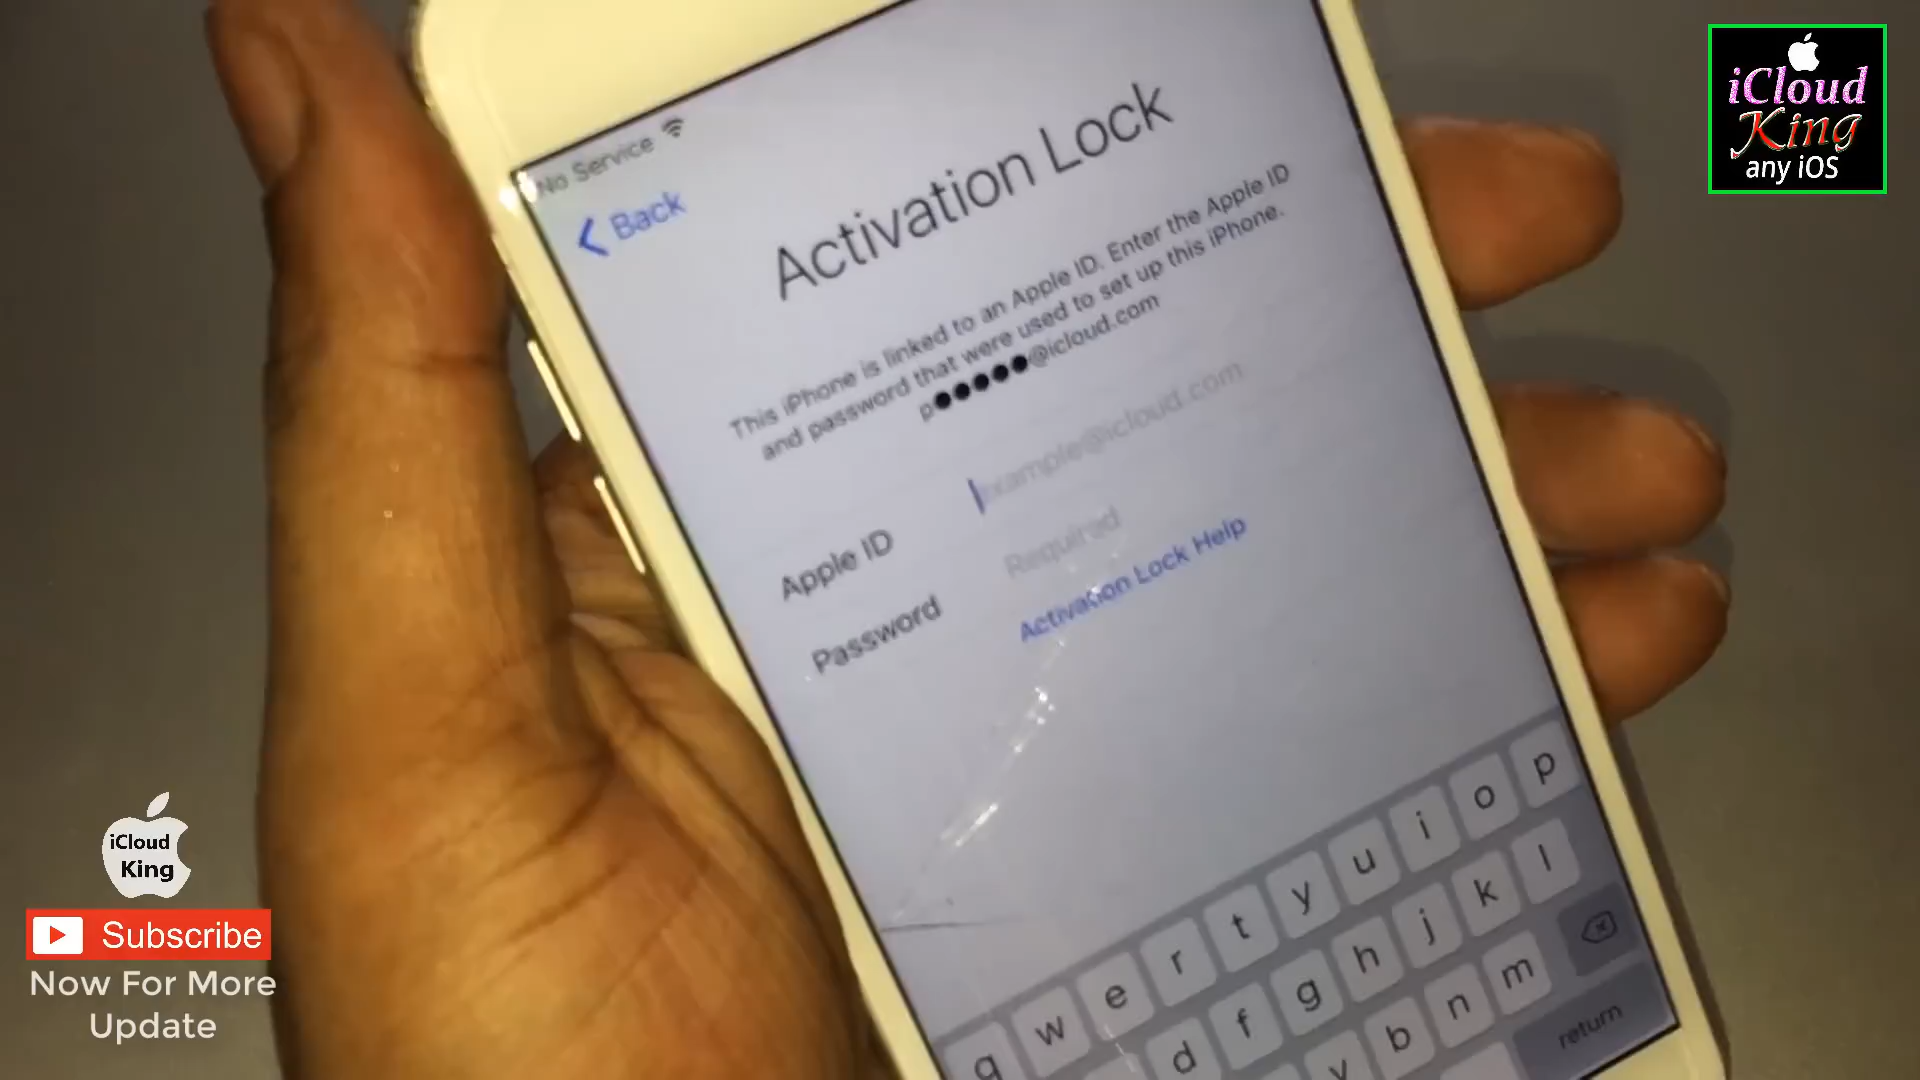 No Service
Back
Activation Lock
This iPhone is linked to an Apple ID. Enter the Apple ID
and password that were used to set up this iPhone.
p●●●●●@icloud.com
Apple ID
example@icloud.com
Password
Required
Activation Lock Help
q w e r t y u i o p
d f g h j k l
v b n m
return
iCloud
King
any iOS
iCloud
King
Subscribe
Now For More
Update